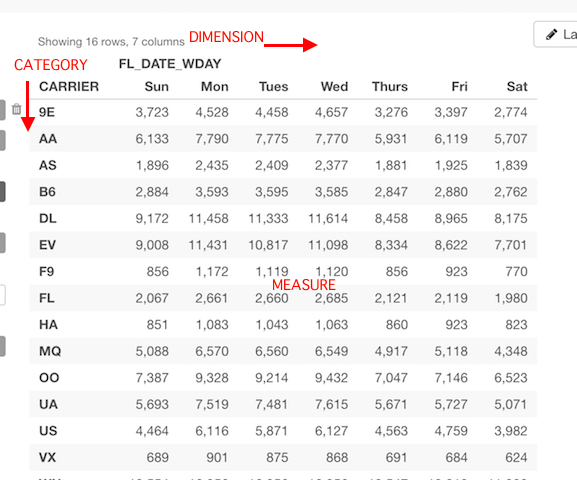 Showing 16 rows, 7 columns DIMENSION
La
CATEGORY FL_DATE_WDAY
CARRIER Sun Mon Tues Wed Thurs Fri Sat
9E 3,723 4,528 4,458 4,657 3,276 3,397 2,774
AA 6,133 7,790 7,775 7,770 5,931 6,119 5,707
AS 1,896 2,435 2,409 2,377 1,881 1,925 1,839
B6 2,884 3,593 3,595 3,585 2,847 2,880 2,762
DL 9,172 11,458 11,333 11,614 8,458 8,965 8,175
EV 9,008 11,431 10,817 11,098 8,334 8,622 7,701
F9 856 1,172 1,119 1,120 856 923 770
MEASURE
FL 2,067 2,661 2,660 2,685 2,121 2,119 1,980
HA 851 1,083 1,043 1,063 860 923 823
MQ 5,088 6,570 6,560 6,549 4,917 5,118 4,348
OO 7,387 9,328 9,214 9,432 7,047 7,146 6,523
UA 5,693 7,519 7,481 7,615 5,671 5,727 5,071
US 4,464 6,116 5,871 6,127 4,563 4,759 3,982
VX 689 901 875 868 691 684 624